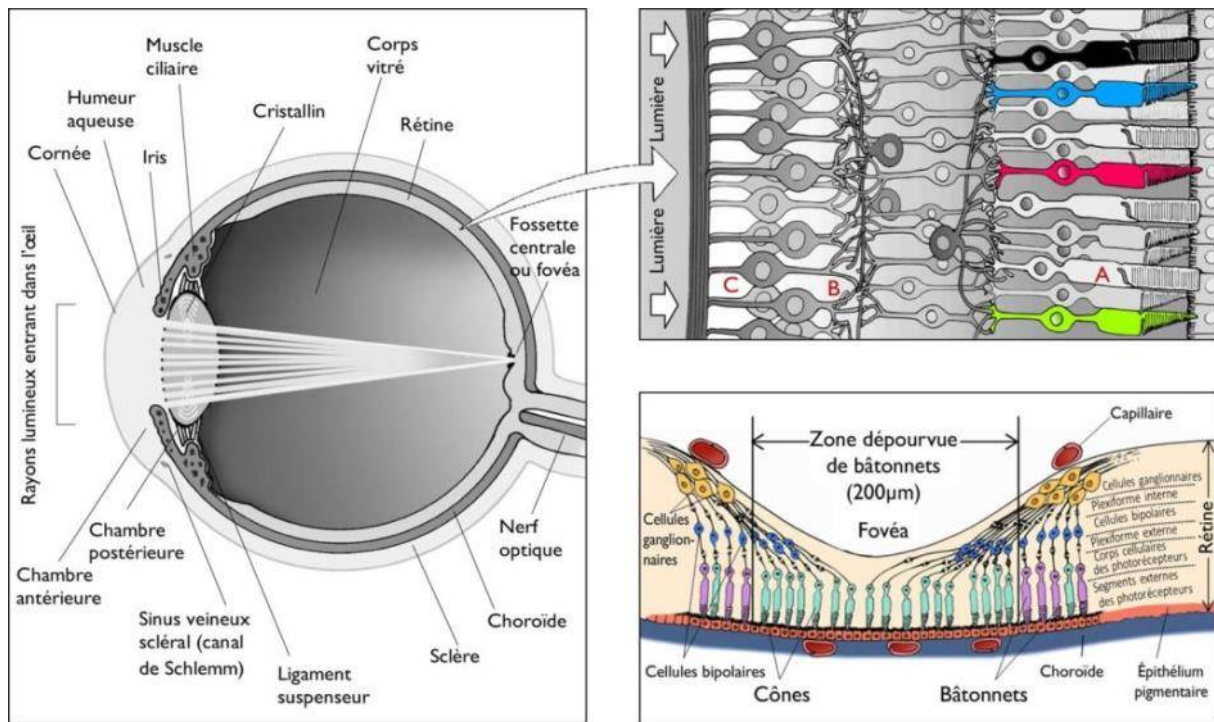 Muscle
ciliaire
Corps
vitré
Humeur
aqueuse
Cristallin
Cornée
Iris
Rétine
Fossette
centrale
ou fovéa
Rayons lumineux entrant dans l'œil
Nerf
optique
Chambre
postérieure
Chambre
antérieure
Sinus veineux
scléral (canal
de Schlemm)
Ligament
suspenseur
Sclère
Choroïde
Lumière
Lumière
C
B
A
Capillaire
Zone dépourvue
de bâtonnets
(200µm)
Fovéa
Cellules
ganglion-
naires
Cellules ganglionnaires
Plexiforme interne
Cellules bipolaires
Plexiforme externe
Corps cellulaires
des photorécepteurs
Segments externes
des photorécepteurs
Rétine
Cellules bipolaires
Cônes
Bâtonnets
Choroïde
Épithélium
pigmentaire